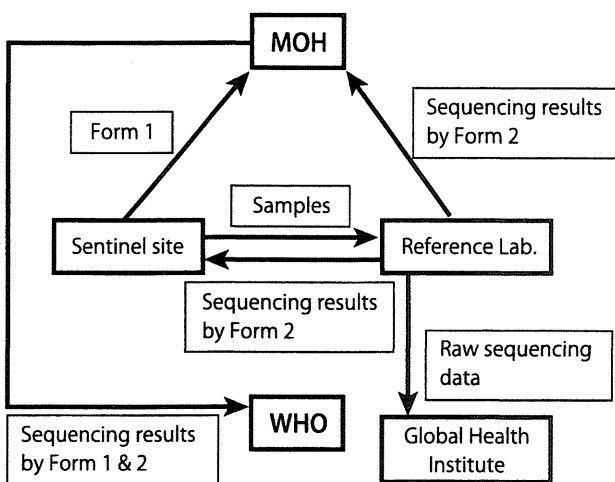 MOH
Form 1
Sequencing results
by Form 2
Samples
Sentinel site
Reference Lab.
Sequencing results
by Form 2
Raw sequencing
data
WHO
Sequencing results
by Form 1 & 2
Global Health
Institute